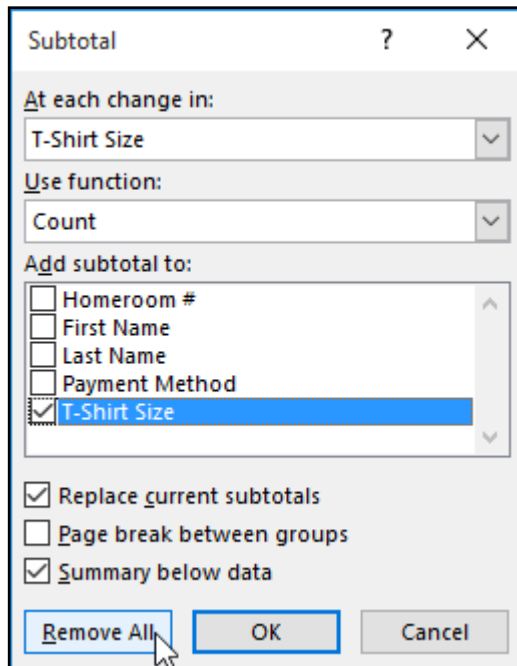 Subtotal ? ×
At each change in:
T-Shirt Size
Use function:
Count
Add subtotal to:
Homeroom #
First Name
Last Name
Payment Method
T-Shirt Size
Replace current subtotals
Page break between groups
Summary below data
Remove All OK Cancel